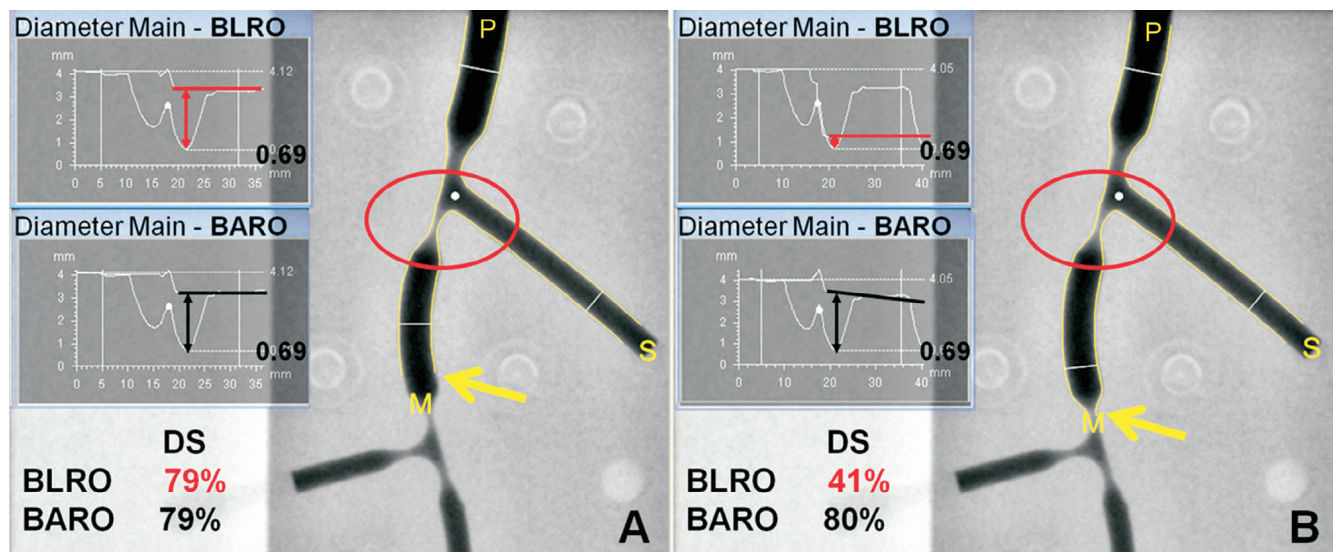 Diameter Main - BLRO
mm
4
3
2
1
0
4.12
0.69
0 5 10 15 20 25 30 35
mm
Diameter Main - BARO
mm
4
3
2
1
0
4.12
0.69
0 5 10 15 20 25 30 35
mm
DS
BLRO 79%
BARO 79%
P
S
M
A
Diameter Main - BLRO
mm
4
3
2
1
0
4.05
0.69
0 10 20 30 40
mm
Diameter Main - BARO
mm
4
3
2
1
0
4.05
0.69
0 10 20 30 40
mm
DS
BLRO 41%
BARO 80%
P
S
M
B